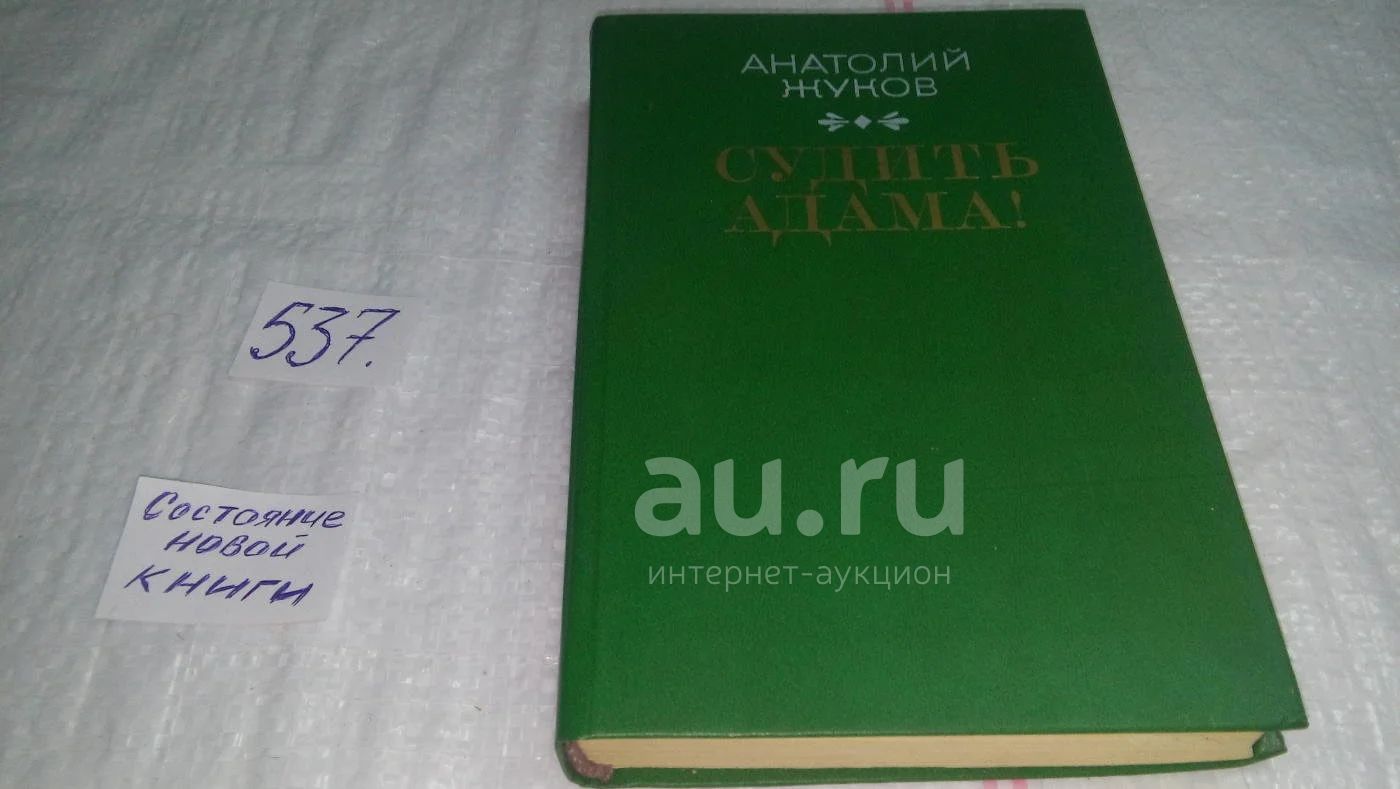 АНАТОЛИЙ
ЖУКОВ
СУДИТЬ
АДАМА!
537.
Состояние
новой
книги
au.ru
интернет-аукцион